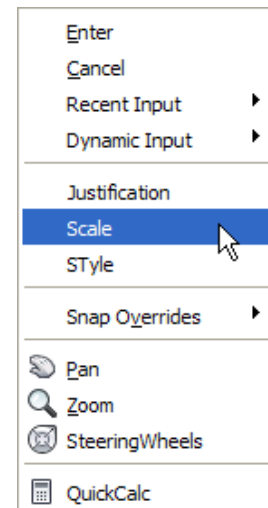 Enter
Cancel
Recent Input
Dynamic Input
Justification
Scale
STyle
Snap Overrides
Pan
Zoom
SteeringWheels
QuickCalc